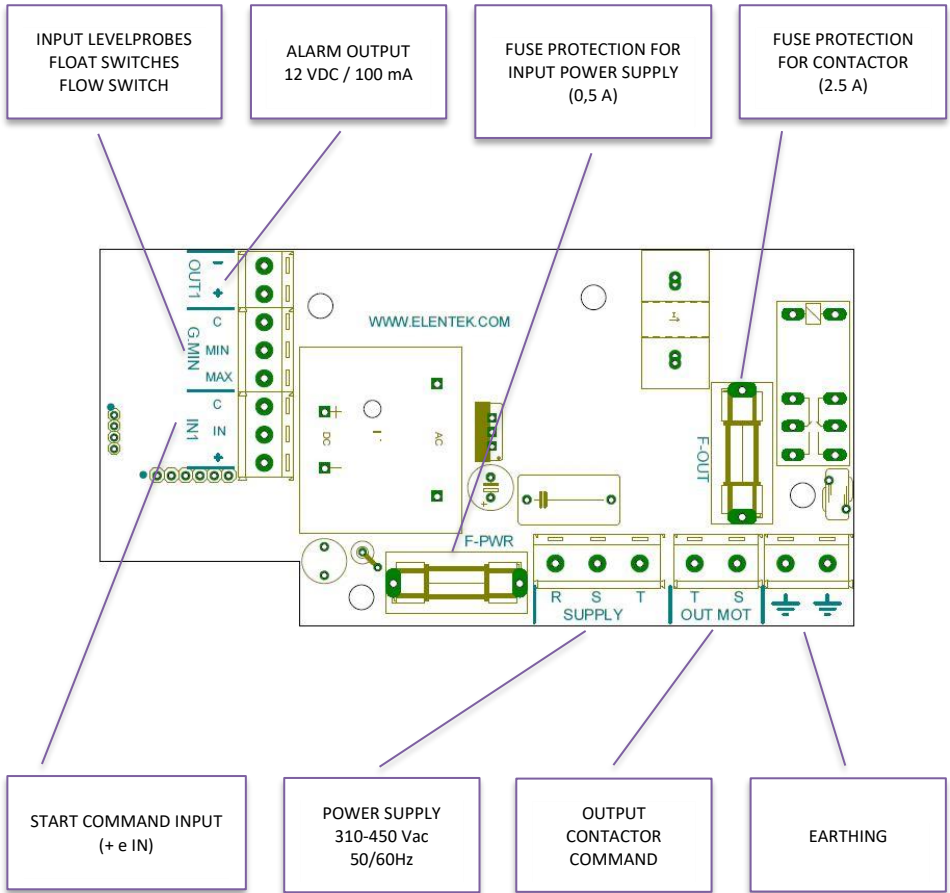 INPUT LEVELPROBES
FLOAT SWITCHES
FLOW SWITCH
ALARM OUTPUT
12 VDC / 100 mA
FUSE PROTECTION FOR
INPUT POWER SUPPLY
(0,5 A)
FUSE PROTECTION
FOR CONTACTOR
(2.5 A)
OUT1
-
+
G.MIN
C
MIN
MAX
IN1
C
IN
+
WWW.ELENTEK.COM
DC
+
-
AC
+
F-OUT
F-PWR
R S T
SUPPLY
T S
OUT MOT
START COMMAND INPUT
(+ e IN)
POWER SUPPLY
310-450 Vac
50/60Hz
OUTPUT
CONTACTOR
COMMAND
EARTHING